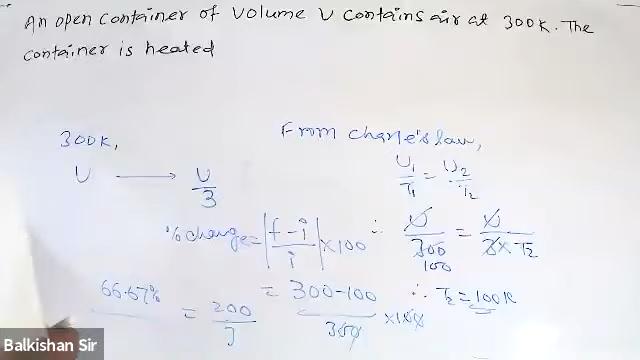 An open container of volume V contains air at 300K. The
container is heated
300K,
V → V/3
From Charle's law,
V1/T1 = V2/T2
∴ V/300 = V/3×T2
100
∴ T2 = 100K
% change = |f-i/i| ×100
= 300-100/300 ×100
= 200/3
66.67%
Balkishan Sir